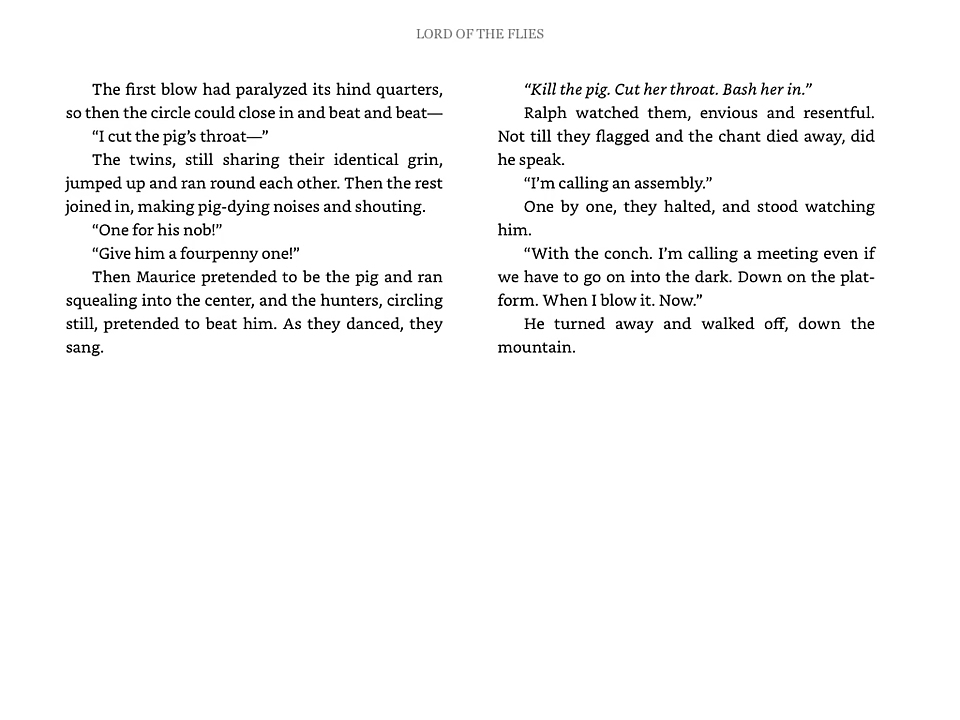 LORD OF THE FLIES
The first blow had paralyzed its hind quarters,
so then the circle could close in and beat and beat—
“I cut the pig’s throat—”
The twins, still sharing their identical grin,
jumped up and ran round each other. Then the rest
joined in, making pig-dying noises and shouting.
“One for his nob!”
“Give him a fourpenny one!”
Then Maurice pretended to be the pig and ran
squealing into the center, and the hunters, circling
still, pretended to beat him. As they danced, they
sang.
“Kill the pig. Cut her throat. Bash her in.”
Ralph watched them, envious and resentful.
Not till they flagged and the chant died away, did
he speak.
“I’m calling an assembly.”
One by one, they halted, and stood watching
him.
“With the conch. I’m calling a meeting even if
we have to go on into the dark. Down on the plat-
form. When I blow it. Now.”
He turned away and walked off, down the
mountain.